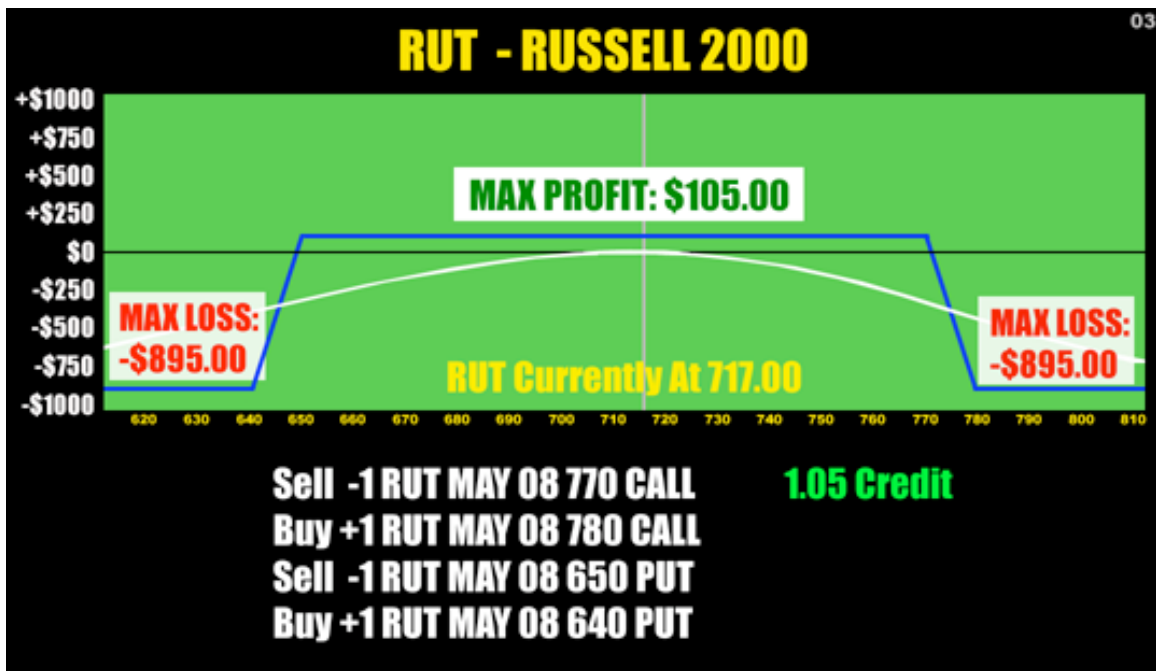 03
RUT - RUSSELL 2000
+$1000
+$750
+$500
+$250
$0
-$250
-$500
-$750
-$1000
MAX PROFIT: $105.00
MAX LOSS:
-$895.00
MAX LOSS:
-$895.00
RUT Currently At 717.00
620 630 640 650 660 670 680 690 700 710 720 730 740 750 760 770 780 790 800 810
Sell -1 RUT MAY 08 770 CALL 1.05 Credit
Buy +1 RUT MAY 08 780 CALL
Sell -1 RUT MAY 08 650 PUT
Buy +1 RUT MAY 08 640 PUT